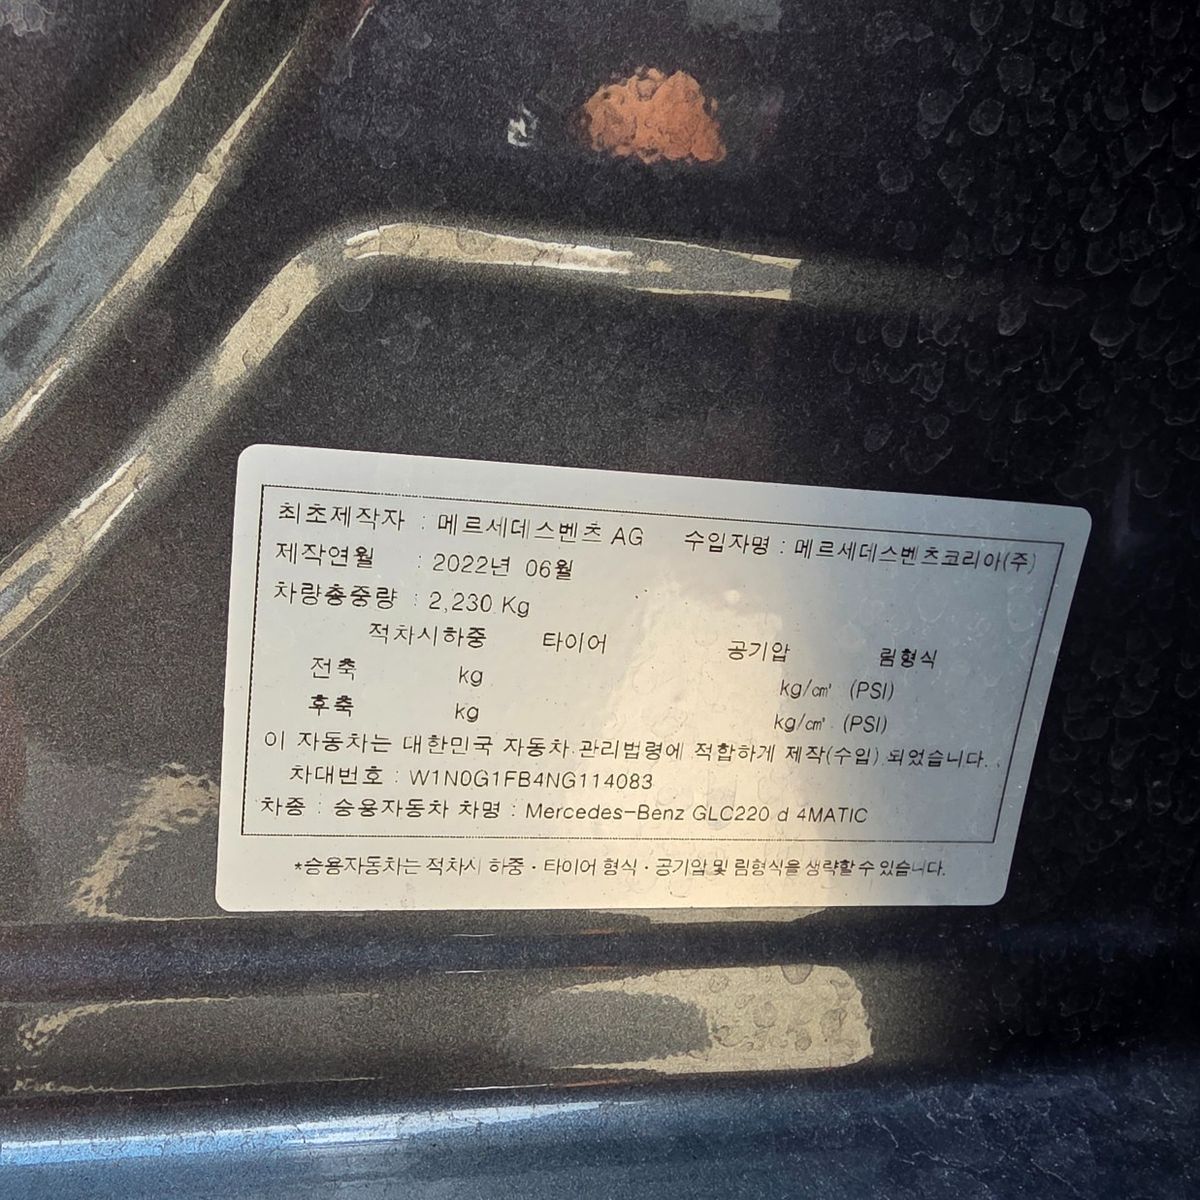 최초제작자 : 메르세데스벤츠 AG 수입자명 : 메르세데스벤츠코리아(주)
제작연월 : 2022년 06월
차량총중량 : 2,230 Kg
적차시하중 타이어 공기압 림형식
전축 kg kg/㎠ (PSI)
후축 kg kg/㎠ (PSI)
이 자동차는 대한민국 자동차 관리법령에 적합하게 제작(수입) 되었습니다.
차대번호 : W1N0G1FB4NG114083
차종 : 승용자동차 차명 : Mercedes-Benz GLC220 d 4MATIC
*승용자동차는 적차시 하중 · 타이어 형식 · 공기압 및 림형식을 생략할 수 있습니다.